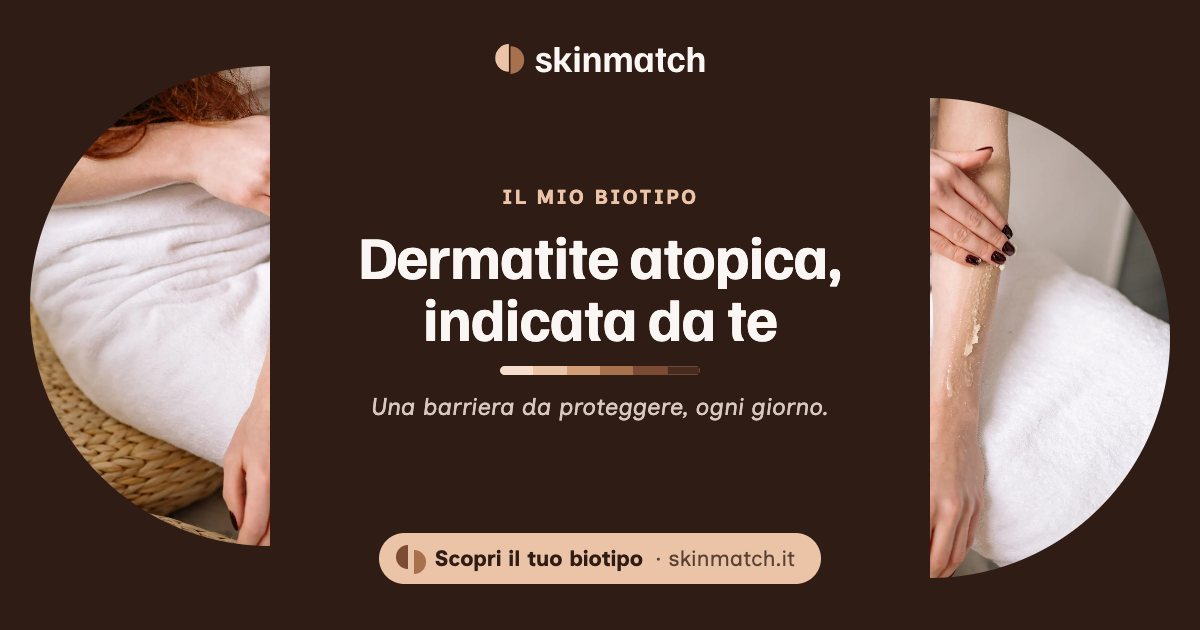 skinmatch
IL MIO BIOTIPO
Dermatite atopica,
indicata da te
Una barriera da proteggere, ogni giorno.
Scopri il tuo biotipo · skinmatch.it